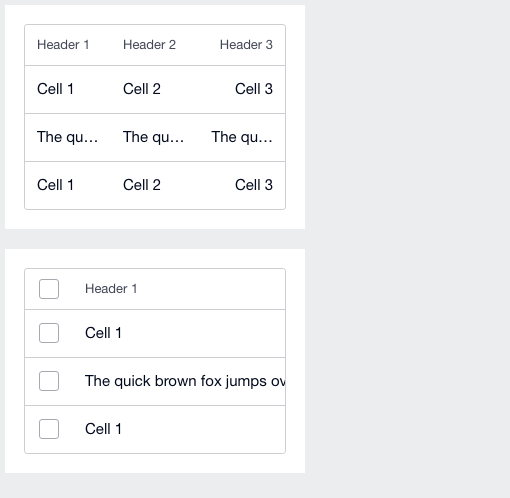 Header 1 Header 2 Header 3
Cell 1 Cell 2 Cell 3
The qu... The qu... The qu...
Cell 1 Cell 2 Cell 3
Header 1
Cell 1
The quick brown fox jumps ov
Cell 1